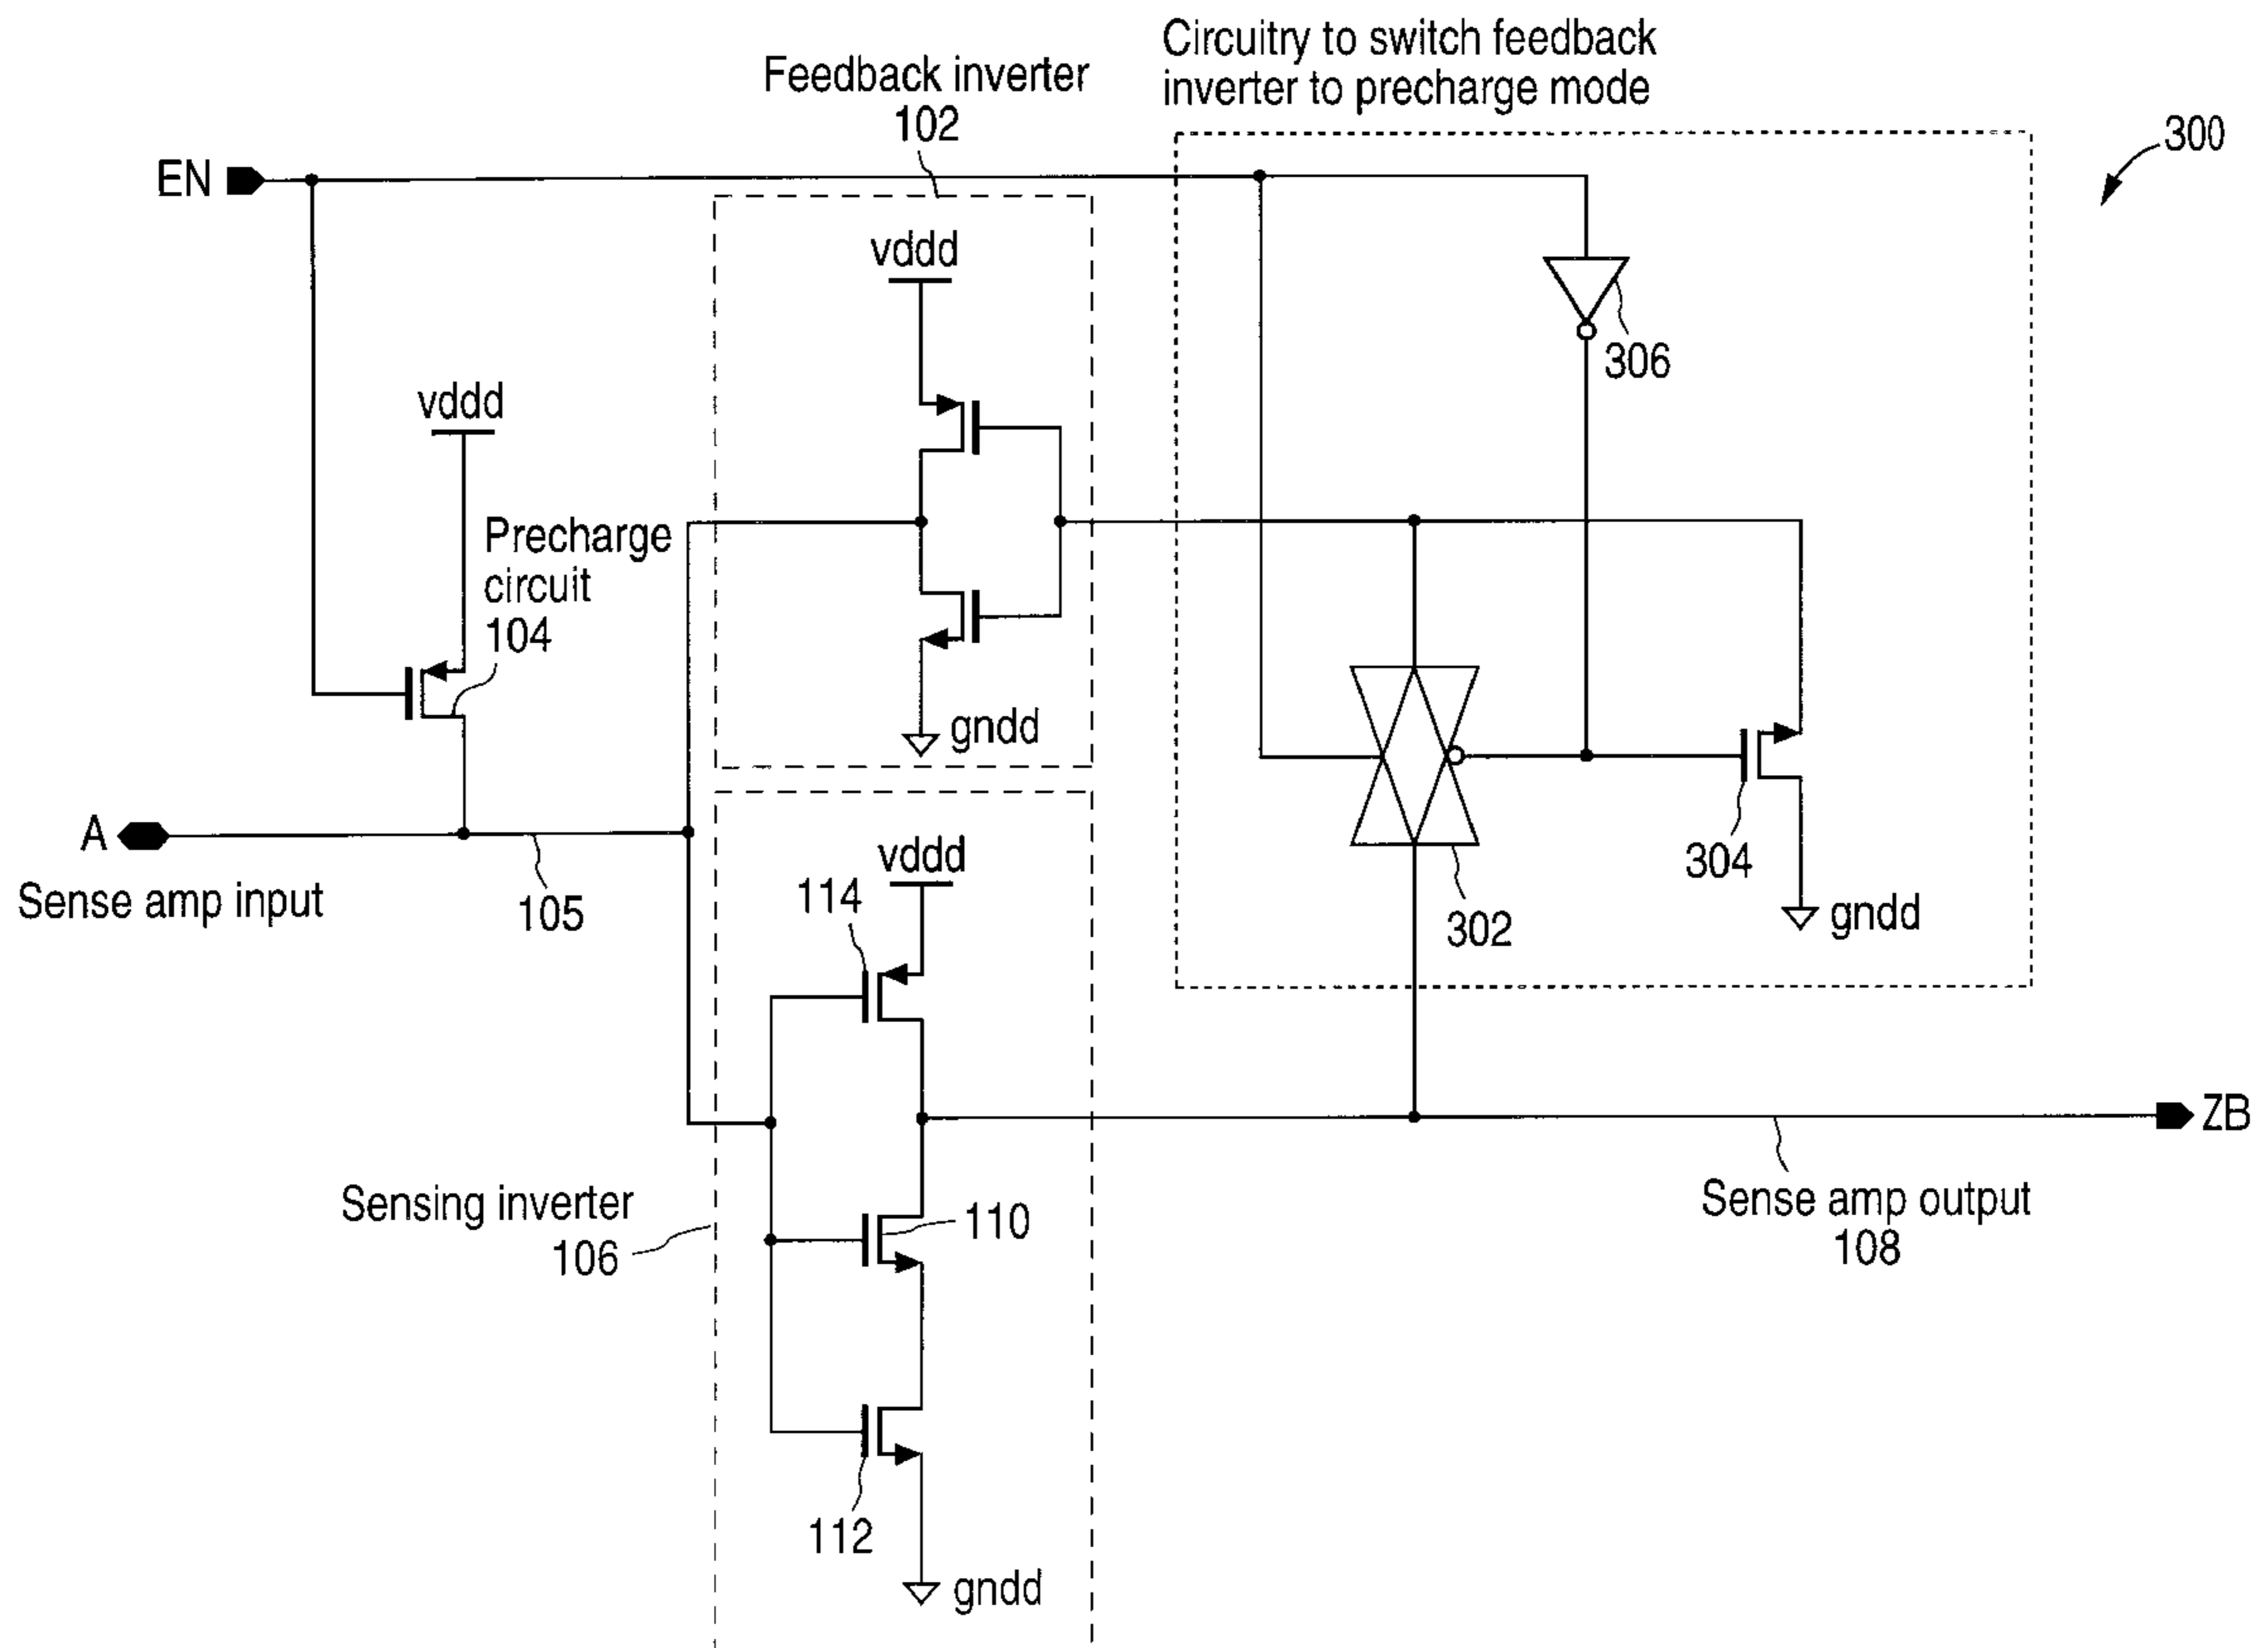 Circuitry to switch feedback
inverter to precharge mode
Feedback inverter
102
300
EN
vddd
306
vddd
Precharge
circuit
104
gndd
A
Sense amp input
105
vddd
114
302
304
gndd
ZB
Sense amp output
108
Sensing inverter
106
110
112
gndd